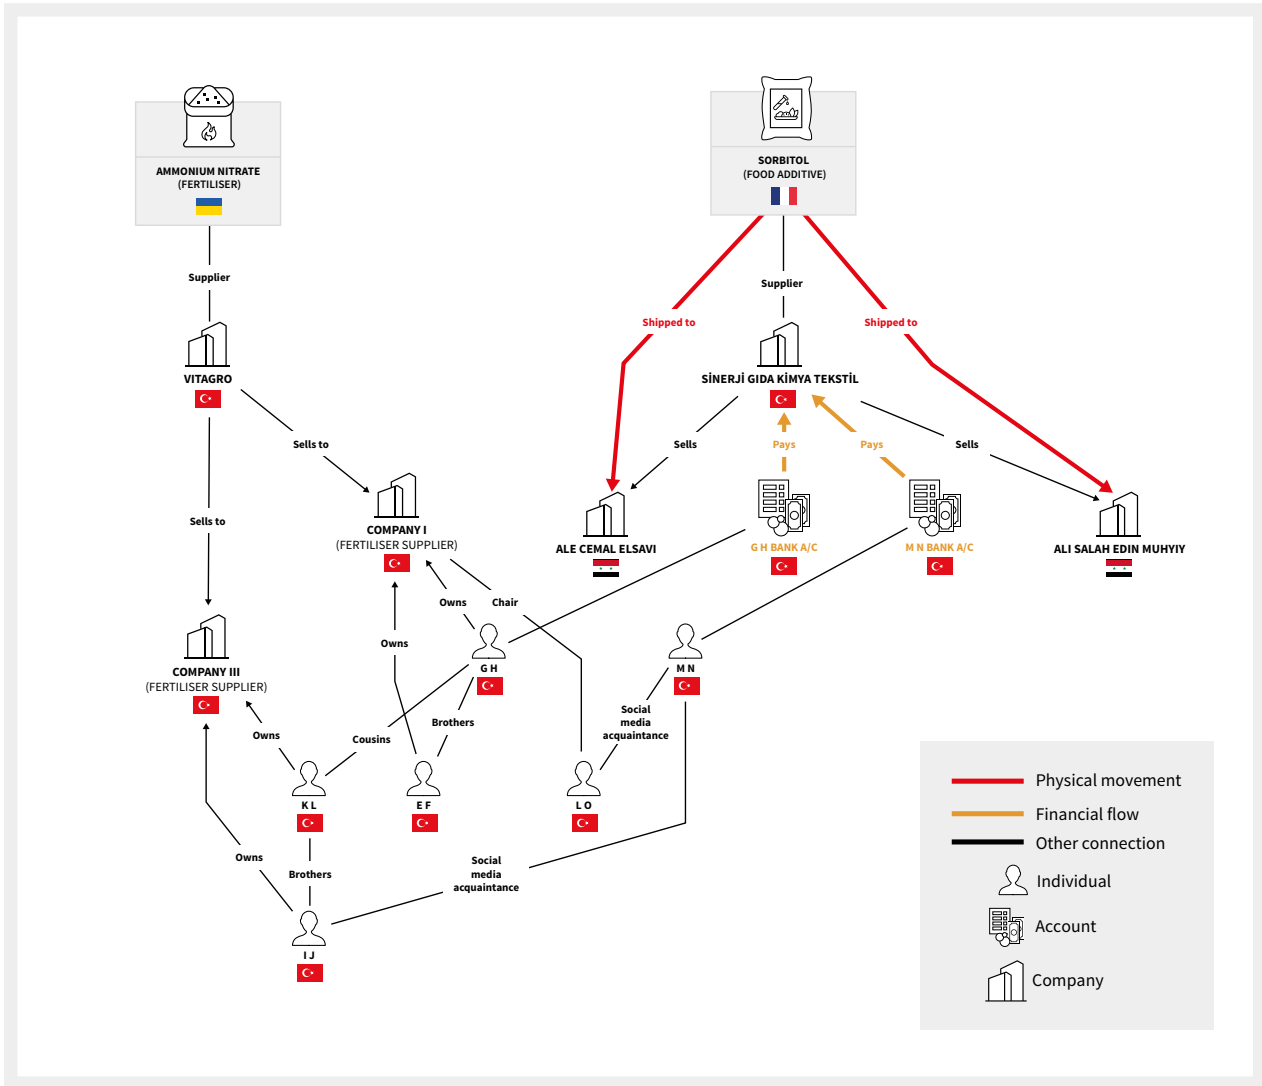 AMMONIUM NITRATE
(FERTILISER)
SORBITOL
(FOOD ADDITIVE)
Supplier
Supplier
Shipped to
Shipped to
VITAGRO
SİNERJİ GIDA KİMYA TEKSTİL
Sells to
Sells
Pays
Pays
Sells
Sells to
COMPANY I
(FERTILISER SUPPLIER)
ALE CEMAL ELSAVI
G H BANK A/C
M N BANK A/C
ALI SALAH EDIN MUHYIY
Owns
Chair
Owns
G H
M N
COMPANY III
(FERTILISER SUPPLIER)
Social
media
acquaintance
Brothers
Owns
Cousins
K L
E F
L O
Owns
Brothers
Social
media
acquaintance
I J
Physical movement
Financial flow
Other connection
Individual
Account
Company